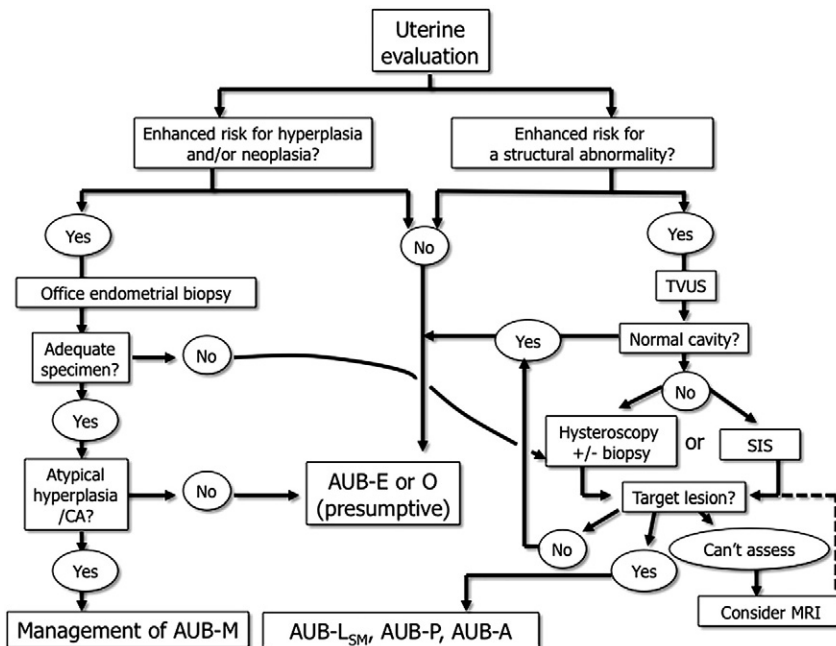 Uterine
evaluation
Enhanced risk for hyperplasia
and/or neoplasia?
Enhanced risk for
a structural abnormality?
Yes
No
Yes
Office endometrial biopsy
TVUS
Adequate
specimen?
No
Yes
Normal cavity?
No
Yes
Hysteroscopy
+/- biopsy
or
SIS
Atypical
hyperplasia
/CA?
No
AUB-E or O
(presumptive)
Target lesion?
No
Yes
Can't assess
Yes
Consider MRI
Management of AUB-M
AUB-LSM, AUB-P, AUB-A